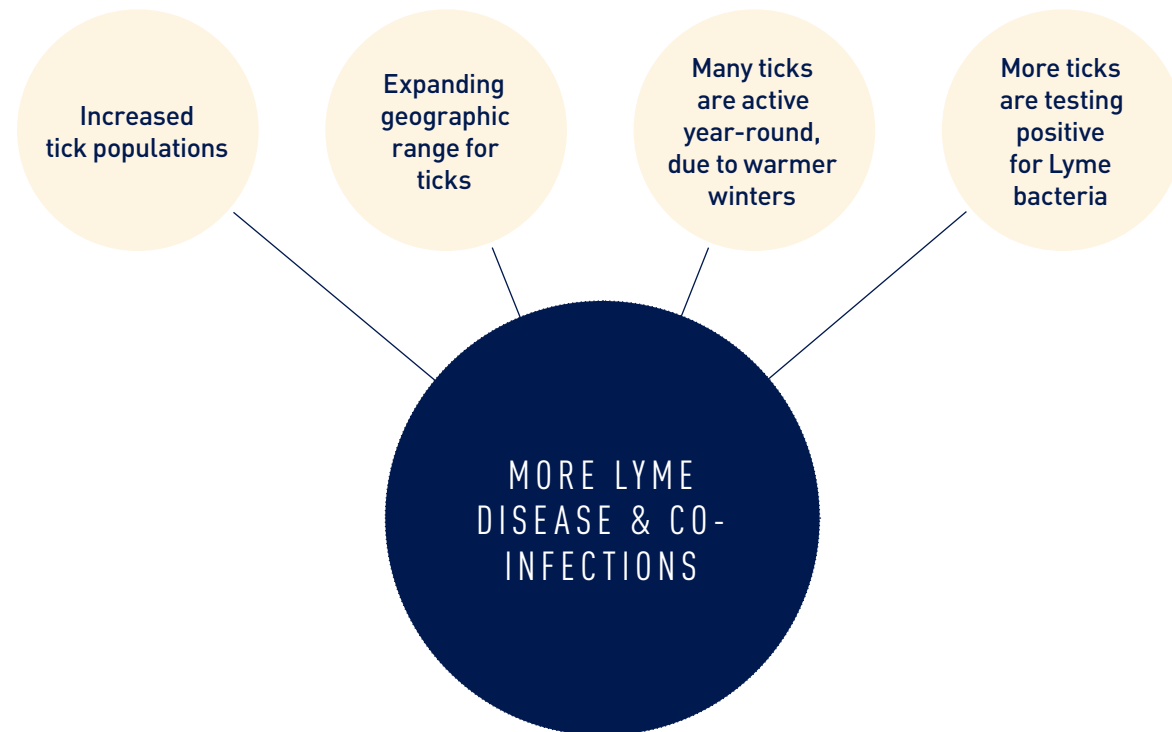 Increased
tick populations
Expanding
geographic
range for
ticks
Many ticks
are active
year-round,
due to warmer
winters
More ticks
are testing
positive
for Lyme
bacteria
MORE LYME
DISEASE & CO-
INFECTIONS